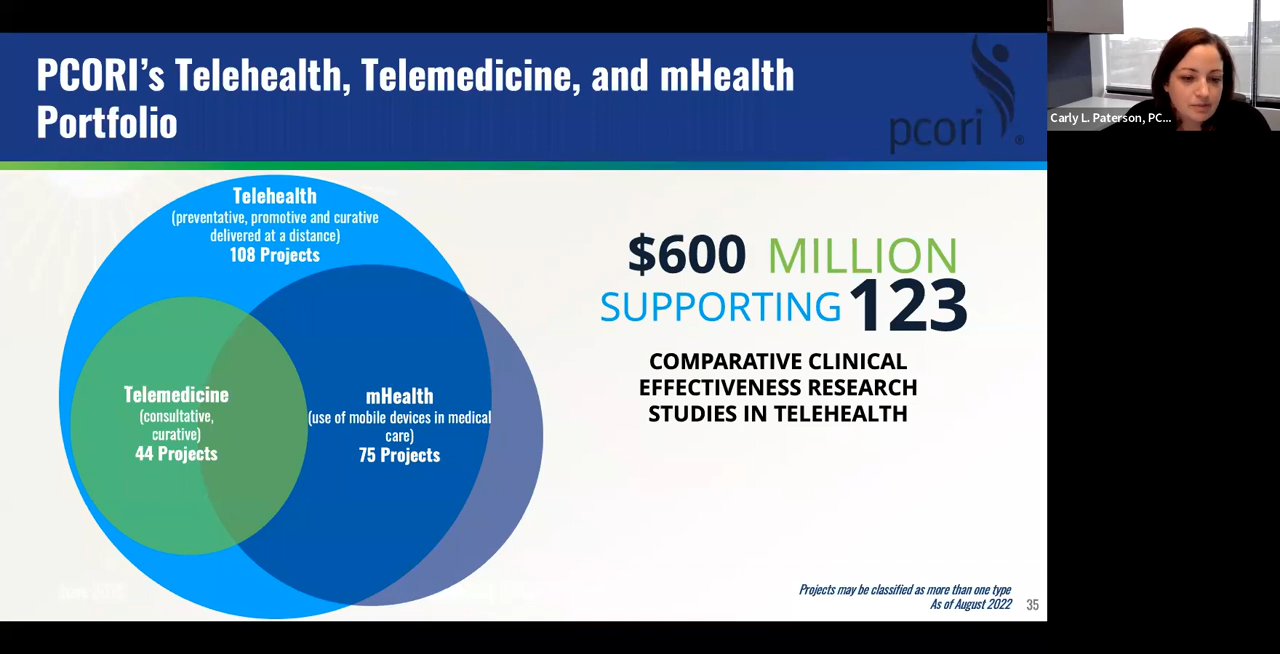 PCORI’s Telehealth, Telemedicine, and mHealth
Portfolio
pcori
®
Carly L. Paterson, PC...
Telehealth
(preventative, promotive and curative
delivered at a distance)
108 Projects
Telemedicine
(consultative,
curative)
44 Projects
mHealth
(use of mobile devices in medical
care)
75 Projects
$600 MILLION
SUPPORTING 123
COMPARATIVE CLINICAL
EFFECTIVENESS RESEARCH
STUDIES IN TELEHEALTH
Projects may be classified as more than one type
As of August 2022
35